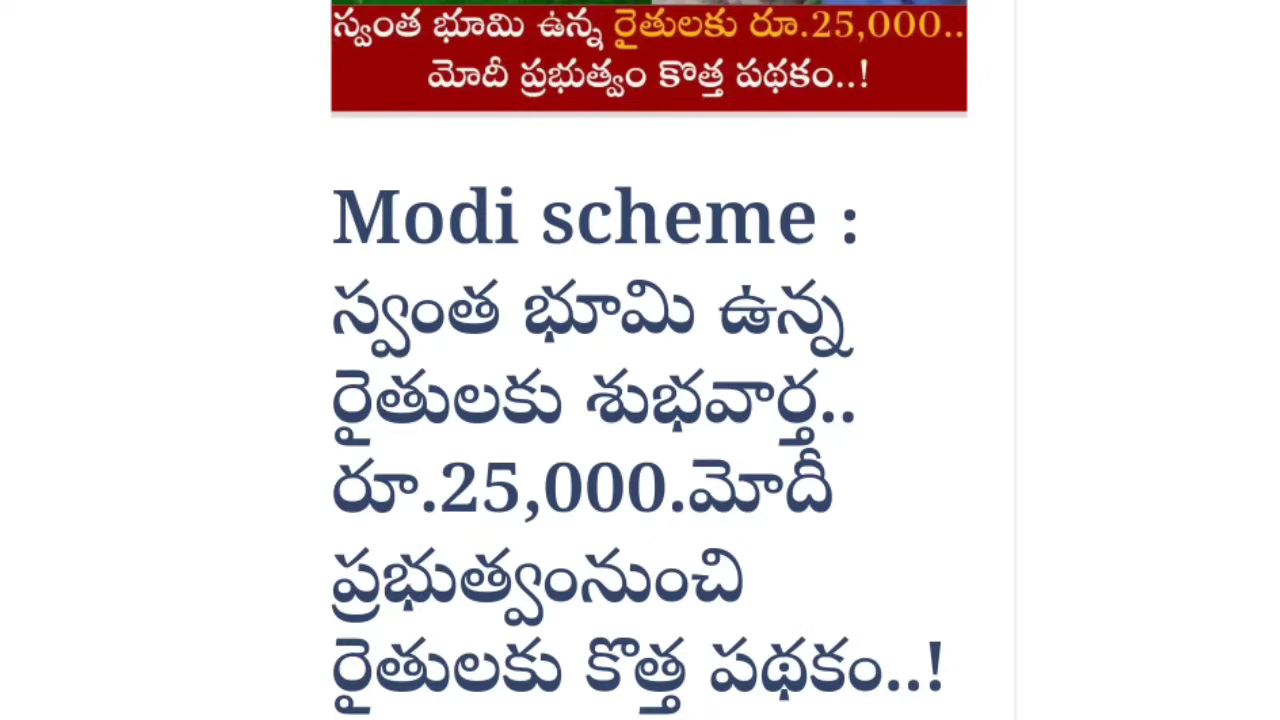 స్వంత భూమి ఉన్న రైతులకు రూ.25,000..
మోదీ ప్రభుత్వం కొత్త పథకం..!
Modi scheme :
స్వంత భూమి ఉన్న
రైతులకు శుభవార్త..
రూ.25,000.మోదీ
ప్రభుత్వంనుంచి
రైతులకు కొత్త పథకం..!